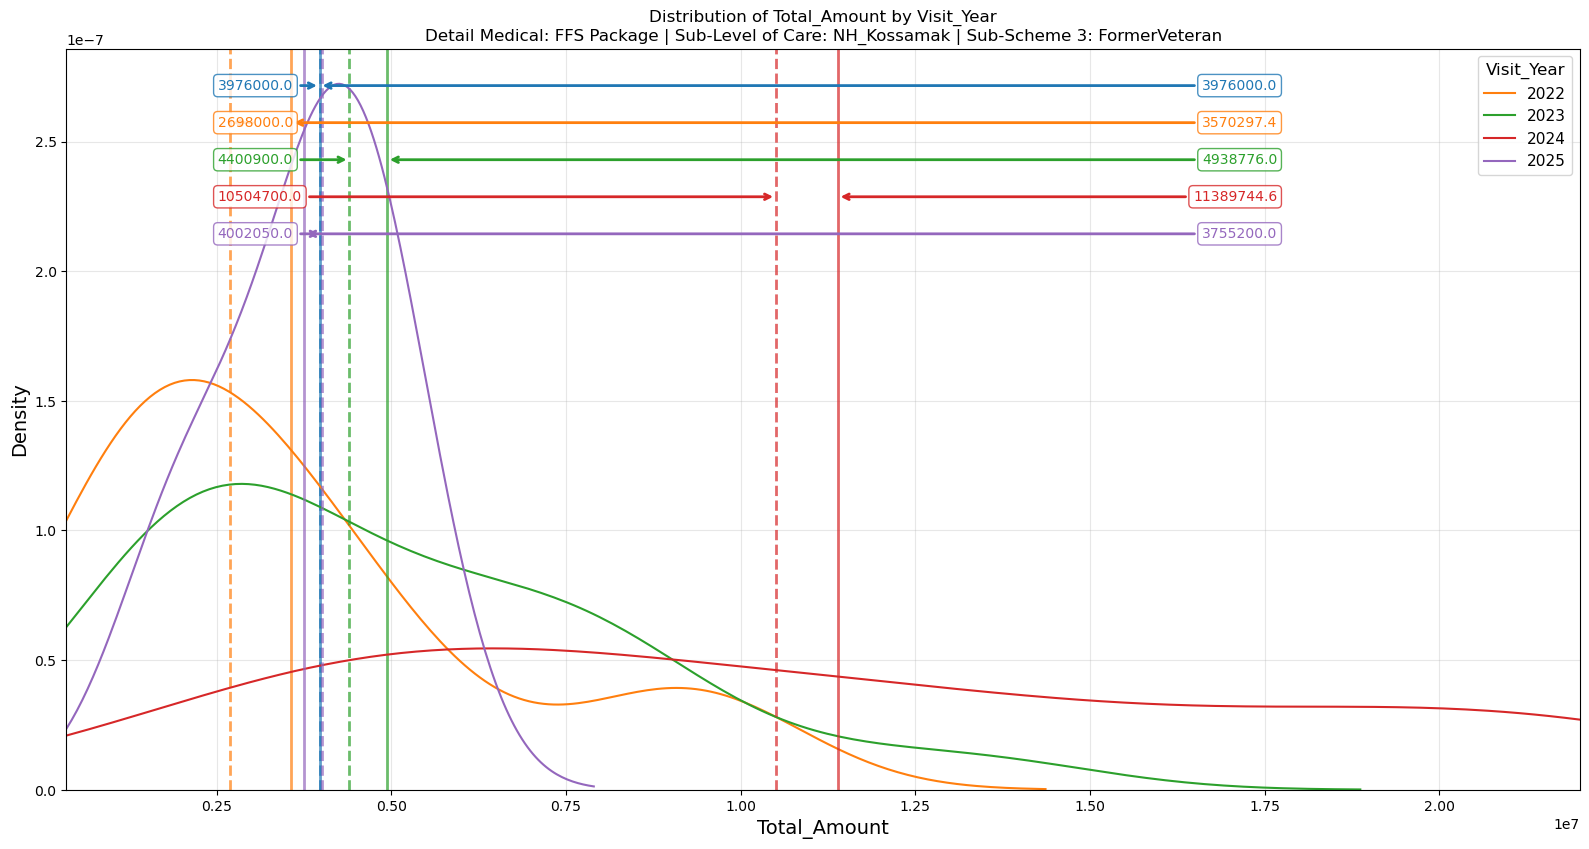 Distribution of Total_Amount by Visit_Year
Detail Medical: FFS Package | Sub-Level of Care: NH_Kossamak | Sub-Scheme 3: FormerVeteran
1e−7
Visit_Year
2022
2023
2024
2025
3976000.0 3976000.0
2698000.0 3570297.4
4400900.0 4938776.0
10504700.0 11389744.6
4002050.0 3755200.0
2.5
2.0
1.5
1.0
0.5
0.0
Density
0.25 0.50 0.75 1.00 1.25 1.50 1.75 2.00
1e7
Total_Amount